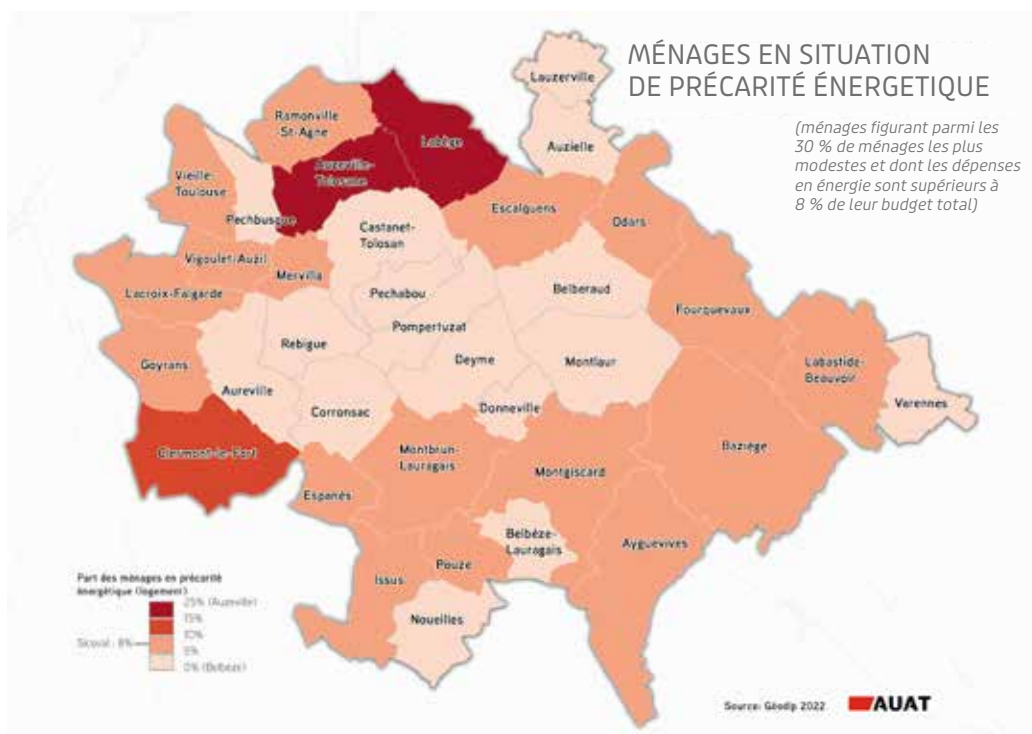 MÉNAGES EN SITUATION
DE PRÉCARITÉ ÉNERGETIQUE
(ménages figurant parmi les
30 % de ménages les plus
modestes et dont les dépenses
en énergie sont supérieurs à
8 % de leur budget total)
Lauzerville
Auzielle
Ramonville
St-Agne
Labège
Auzeville-
Tolosane
Vieille-
Toulouse
Pechbusque
Castanet-
Tolosan
Escalquens
Odars
Vigoulet-Auzil
Mervilla
Lacroix-Falgarde
Pechabou
Belberaud
Fourquevaux
Pompertuzat
Rebigue
Deyme
Montlaur
Goyrans
Labastide-
Beauvoir
Aureville
Corronsac
Donneville
Varennes
Clermont-le-Fort
Montbrun-
Lauragais
Montgiscard
Baziège
Espanès
Belbèze-
Lauragais
Ayguevives
Issus
Pouze
Noueilles
Part des ménages en précarité
énergétique (logement)
25% (Auzeville)
15%
10%
Sicoval : 8%
5%
0% (Belbèze)
Source: Géodip 2022
AUAT